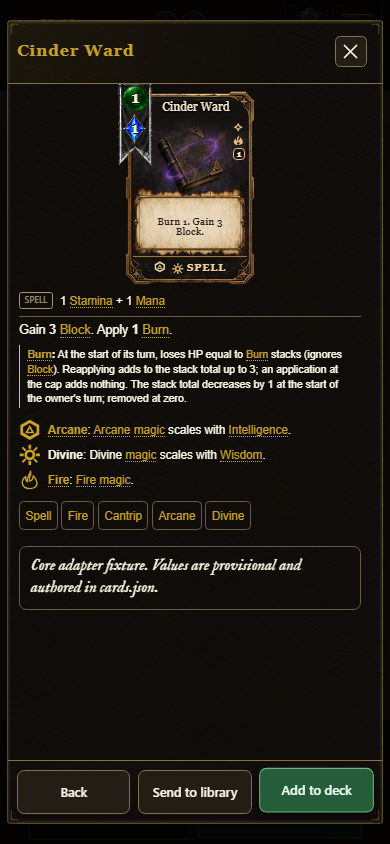 Cinder Ward
1
1
Cinder Ward
1
Burn 1. Gain 3
Block.
SPELL
SPELL 1 Stamina + 1 Mana
Gain 3 Block. Apply 1 Burn.
Burn: At the start of its turn, loses HP equal to Burn stacks (ignores
Block). Reapplying adds to the stack total up to 3; an application at
the cap adds nothing. The stack total decreases by 1 at the start of
the owner's turn; removed at zero.
Arcane: Arcane magic scales with Intelligence.
Divine: Divine magic scales with Wisdom.
Fire: Fire magic.
Spell Fire Cantrip Arcane Divine
Core adapter fixture. Values are provisional and
authored in cards.json.
Back Send to library Add to deck